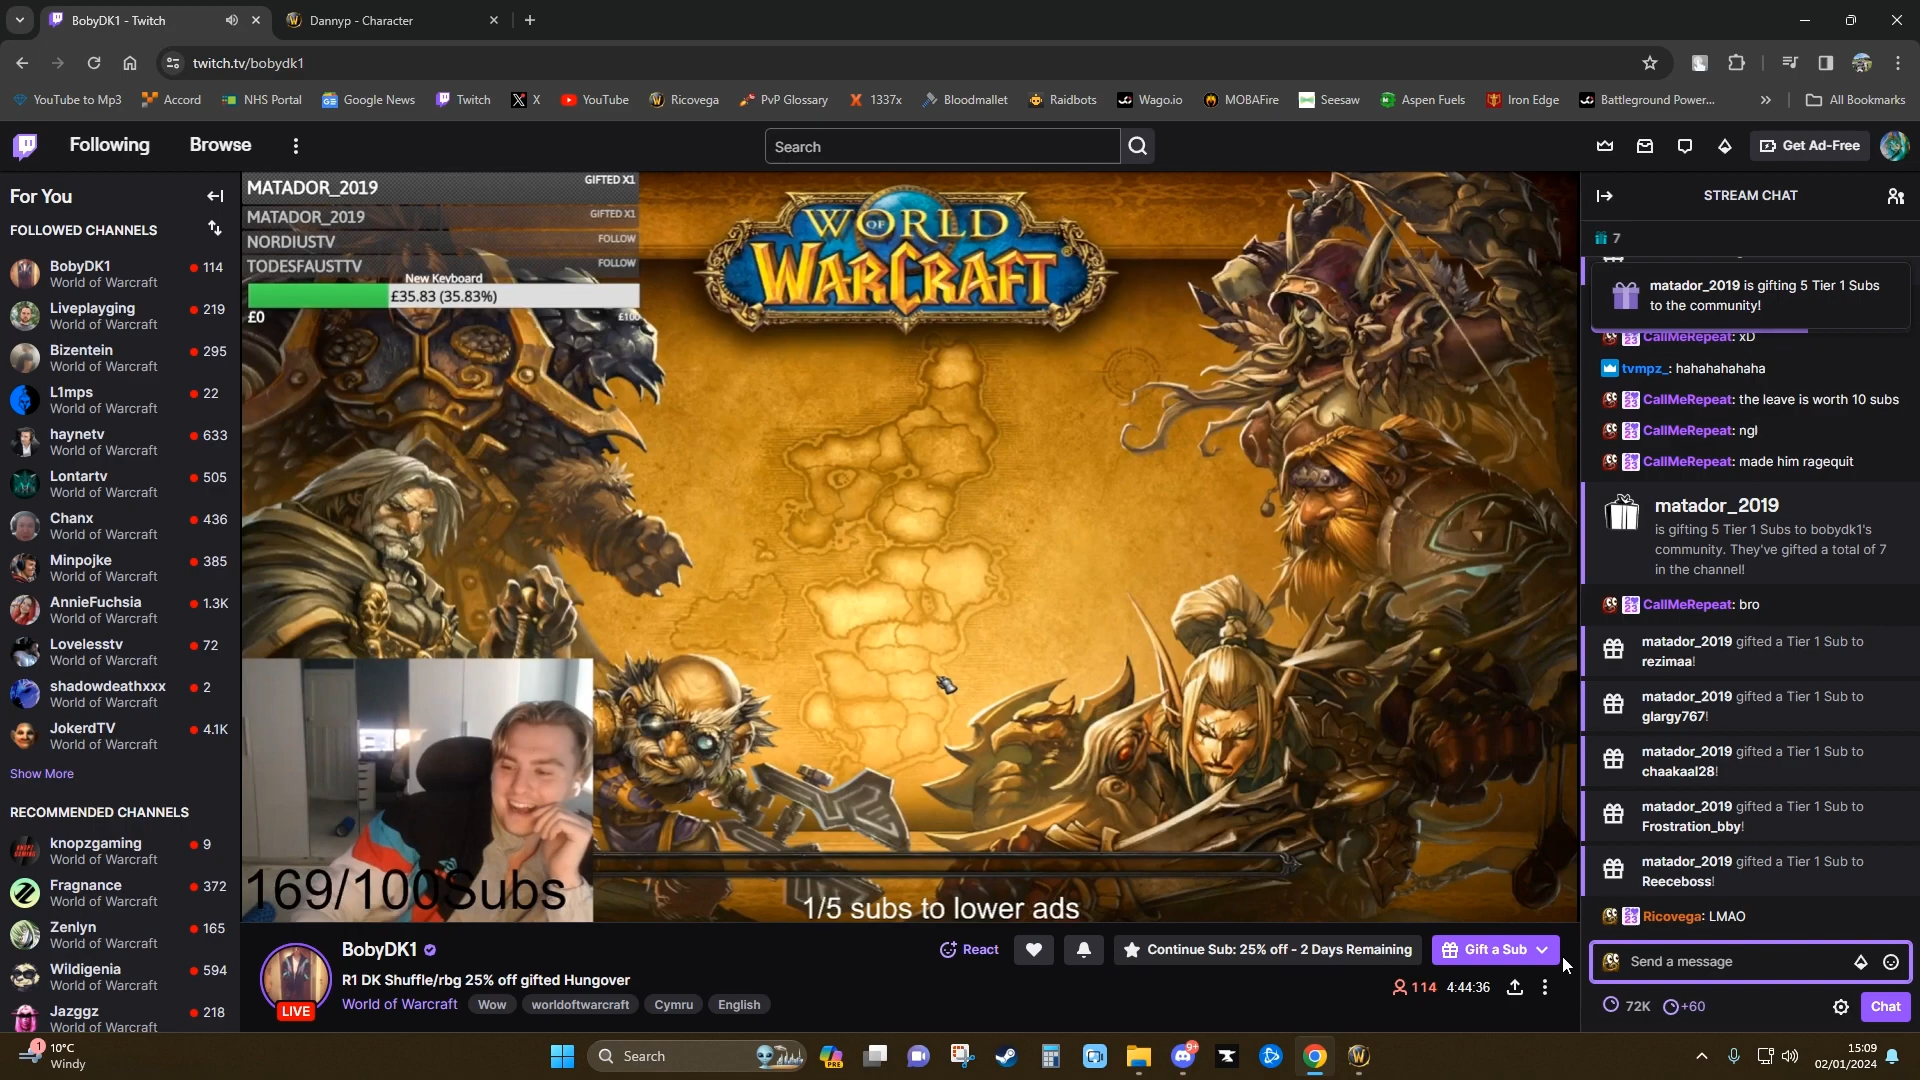 BobyDK1 - Twitch
Dannyp - Character
twitch.tv/bobydk1
YouTube to Mp3
Accord
NHS Portal
Google News
Twitch
X
YouTube
Ricovega
PvP Glossary
1337x
Bloodmallet
Raidbots
Wago.io
MOBAFire
Seesaw
Aspen Fuels
Iron Edge
Battleground Power...
All Bookmarks
Following
Browse
Search
Get Ad-Free
For You
FOLLOWED CHANNELS
BobyDK1
114
World of Warcraft
Liveplayging
219
World of Warcraft
Bizentein
295
World of Warcraft
L1mps
22
World of Warcraft
haynetv
633
World of Warcraft
Lontartv
505
World of Warcraft
Chanx
436
World of Warcraft
Minpojke
385
World of Warcraft
AnnieFuchsia
1.3K
World of Warcraft
Lovelesstv
72
World of Warcraft
shadowdeathxxx
2
World of Warcraft
JokerdTV
4.1K
World of Warcraft
Show More
RECOMMENDED CHANNELS
knopzgaming
9
World of Warcraft
Fragnance
372
World of Warcraft
Zenlyn
165
World of Warcraft
Wildigenia
594
World of Warcraft
Jazggz
218
World of Warcraft
MATADOR_2019 GIFTED X1
MATADOR_2019 GIFTED X1
NORDIUSTV FOLLOW
TODESFAUSTTV FOLLOW
New Keyboard
£35.83 (35.83%)
£0
£100
WORLD
OF
WARCRAFT
169/100Subs
1/5 subs to lower ads
BobyDK1
LIVE
R1 DK Shuffle/rbg 25% off gifted Hungover
World of Warcraft
Wow
worldoftwarcraft
Cymru
English
React
Continue Sub: 25% off - 2 Days Remaining
Gift a Sub
114
4:44:36
STREAM CHAT
7
matador_2019 is gifting 5 Tier 1 Subs
to the community!
CallMeRepeat: xD
tvmpz_: hahahahahaha
CallMeRepeat: the leave is worth 10 subs
CallMeRepeat: ngl
CallMeRepeat: made him ragequit
matador_2019
is gifting 5 Tier 1 Subs to bobydk1's
community. They've gifted a total of 7
in the channel!
CallMeRepeat: bro
matador_2019 gifted a Tier 1 Sub to
rezimaa!
matador_2019 gifted a Tier 1 Sub to
glargy767!
matador_2019 gifted a Tier 1 Sub to
chaakaal28!
matador_2019 gifted a Tier 1 Sub to
Frostration_bby!
matador_2019 gifted a Tier 1 Sub to
Reeceboss!
Ricovega: LMAO
Send a message
72K
+60
Chat
1
10°C
Windy
Search
PRE
9+
15:09
02/01/2024